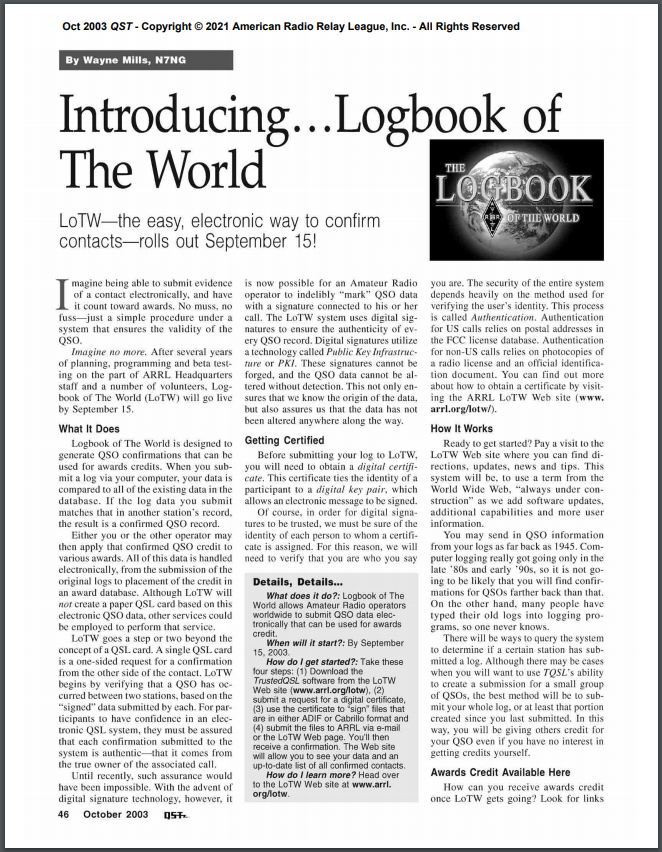 Oct 2003 QST - Copyright © 2021 American Radio Relay League, Inc. - All Rights Reserved
By Wayne Mills, N7NG
Introducing…Logbook of
The World
THE
LOGBOOK
OF THE WORLD
LoTW—the easy, electronic way to confirm
contacts—rolls out September 15!
Imagine being able to submit evidence
of a contact electronically, and have
it count toward awards. No muss, no
fuss—just a simple procedure under a
system that ensures the validity of the
QSO.
Imagine no more. After several years
of planning, programming and beta test-
ing on the part of ARRL Headquarters
staff and a number of volunteers, Log-
book of The World (LoTW) will go live
by September 15.
What It Does
Logbook of The World is designed to
generate QSO confirmations that can be
used for awards credits. When you sub-
mit a log via your computer, your data is
compared to all of the existing data in the
database. If the log data you submit
matches that in another station's record,
the result is a confirmed QSO record.
Either you or the other operator may
then apply that confirmed QSO credit to
various awards. All of this data is handled
electronically, from the submission of the
original logs to placement of the credit in
an award database. Although LoTW will
not create a paper QSL card based on this
electronic QSO data, other services could
be employed to perform that service.
LoTW goes a step or two beyond the
concept of a QSL card. A single QSL card
is a one-sided request for a confirmation
from the other side of the contact. LoTW
begins by verifying that a QSO has oc-
curred between two stations, based on the
"signed" data submitted by each. For par-
ticipants to have confidence in an elec-
tronic QSL system, they must be assured
that each confirmation submitted to the
system is authentic—that it comes from
the true owner of the associated call.
Until recently, such assurance would
have been impossible. With the advent of
digital signature technology, however, it
is now possible for an Amateur Radio
operator to indelibly "mark" QSO data
with a signature connected to his or her
call. The LoTW system uses digital sig-
natures to ensure the authenticity of ev-
ery QSO record. Digital signatures utilize
a technology called Public Key Infrastruc-
ture or PKI. These signatures cannot be
forged, and the QSO data cannot be al-
tered without detection. This not only en-
sures that we know the origin of the data,
but also assures us that the data has not
been altered anywhere along the way.
Getting Certified
Before submitting your log to LoTW,
you will need to obtain a digital certifi-
cate. This certificate ties the identity of a
participant to a digital key pair, which
allows an electronic message to be signed.
Of course, in order for digital signa-
tures to be trusted, we must be sure of the
identity of each person to whom a certifi-
cate is assigned. For this reason, we will
need to verify that you are who you say
Details, Details…
What does it do?: Logbook of The
World allows Amateur Radio operators
worldwide to submit QSO data elec-
tronically that can be used for awards
credit.
When will it start?: By September
15, 2003.
How do I get started?: Take these
four steps: (1) Download the
TrustedQSL software from the LoTW
Web site (www.arrl.org/lotw), (2)
submit a request for a digital certificate,
(3) use the certificate to "sign" files that
are in either ADIF or Cabrillo format and
(4) submit the files to ARRL via e-mail
or the LoTW Web page. You'll then
receive a confirmation. The Web site
will allow you to see your data and an
up-to-date list of all confirmed contacts.
How do I learn more? Head over
to the LoTW Web site at www.arrl.
org/lotw.
you are. The security of the entire system
depends heavily on the method used for
verifying the user's identity. This process
is called Authentication. Authentication
for US calls relies on postal addresses in
the FCC license database. Authentication
for non-US calls relies on photocopies of
a radio license and an official identifica-
tion document. You can find out more
about how to obtain a certificate by visit-
ing the ARRL LoTW Web site (www.
arrl.org/lotw/).
How It Works
Ready to get started? Pay a visit to the
LoTW Web site where you can find di-
rections, updates, news and tips. This
system will be, to use a term from the
World Wide Web, "always under con-
struction" as we add software updates,
additional capabilities and more user
information.
You may send in QSO information
from your logs as far back as 1945. Com-
puter logging really got going only in the
late '80s and early '90s, so it is not go-
ing to be likely that you will find confir-
mations for QSOs farther back than that.
On the other hand, many people have
typed their old logs into logging pro-
grams, so one never knows.
There will be ways to query the system
to determine if a certain station has sub-
mitted a log. Although there may be cases
when you will want to use TQSL's ability
to create a submission for a small group
of QSOs, the best method will be to sub-
mit your whole log, or at least that portion
created since you last submitted. In this
way, you will be giving others credit for
your QSO even if you have no interest in
getting credits yourself.
Awards Credit Available Here
How can you receive awards credit
once LoTW gets going? Look for links
46 October 2003 QST